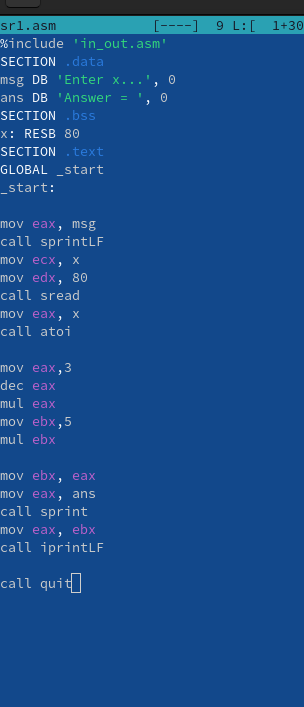 sr1.asm [----] 9 L:[ 1+30
%include 'in_out.asm'
SECTION .data
msg DB 'Enter x...', 0
ans DB 'Answer = ', 0
SECTION .bss
x: RESB 80
SECTION .text
GLOBAL _start
_start:
mov eax, msg
call sprintLF
mov ecx, x
mov edx, 80
call sread
mov eax, x
call atoi
mov eax,3
dec eax
mul eax
mov ebx,5
mul ebx
mov ebx, eax
mov eax, ans
call sprint
mov eax, ebx
call iprintLF
call quit